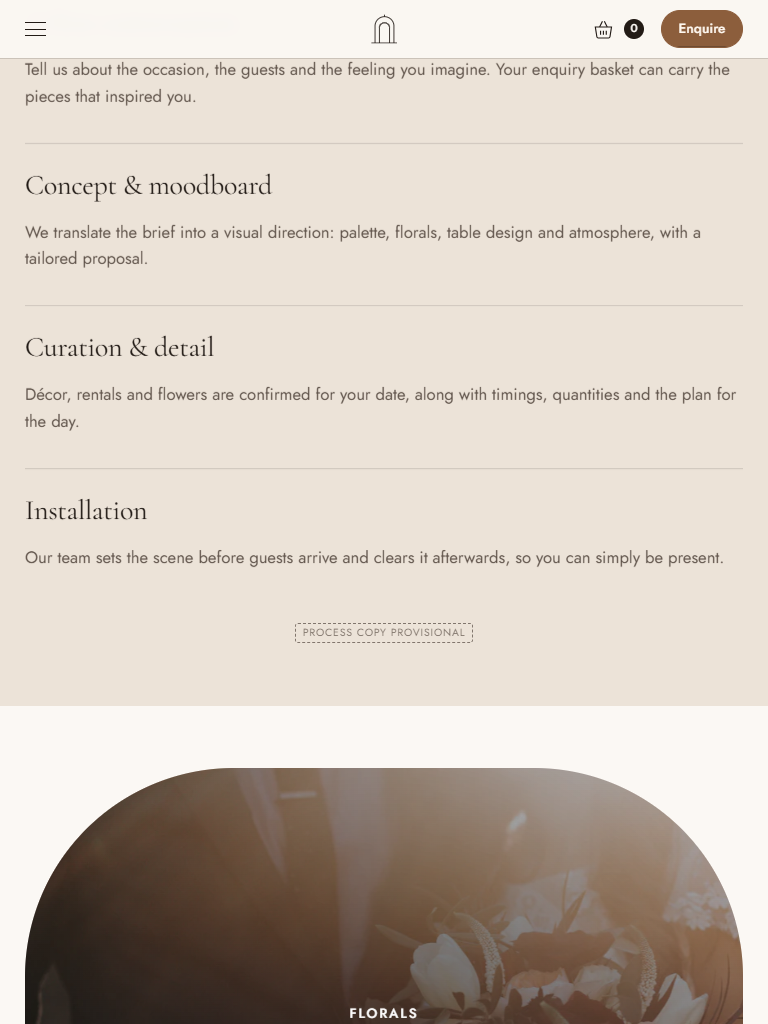 0
Enquire
Tell us about the occasion, the guests and the feeling you imagine. Your enquiry basket can carry the
pieces that inspired you.
Concept & moodboard
We translate the brief into a visual direction: palette, florals, table design and atmosphere, with a
tailored proposal.
Curation & detail
Décor, rentals and flowers are confirmed for your date, along with timings, quantities and the plan for
the day.
Installation
Our team sets the scene before guests arrive and clears it afterwards, so you can simply be present.
PROCESS COPY PROVISIONAL
FLORALS